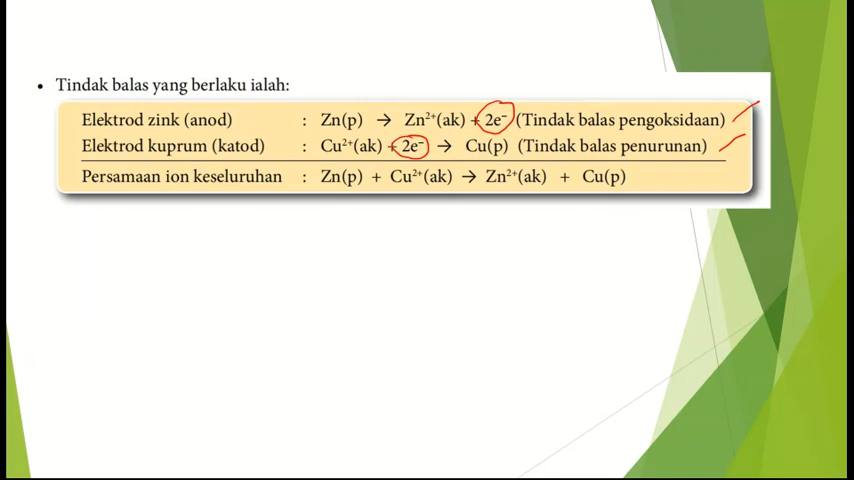 • Tindak balas yang berlaku ialah:
Elektrod zink (anod) : Zn(p) → Zn²⁺(ak) + 2e⁻ (Tindak balas pengoksidaan)
Elektrod kuprum (katod) : Cu²⁺(ak) + 2e⁻ → Cu(p) (Tindak balas penurunan)
Persamaan ion keseluruhan : Zn(p) + Cu²⁺(ak) → Zn²⁺(ak) + Cu(p)